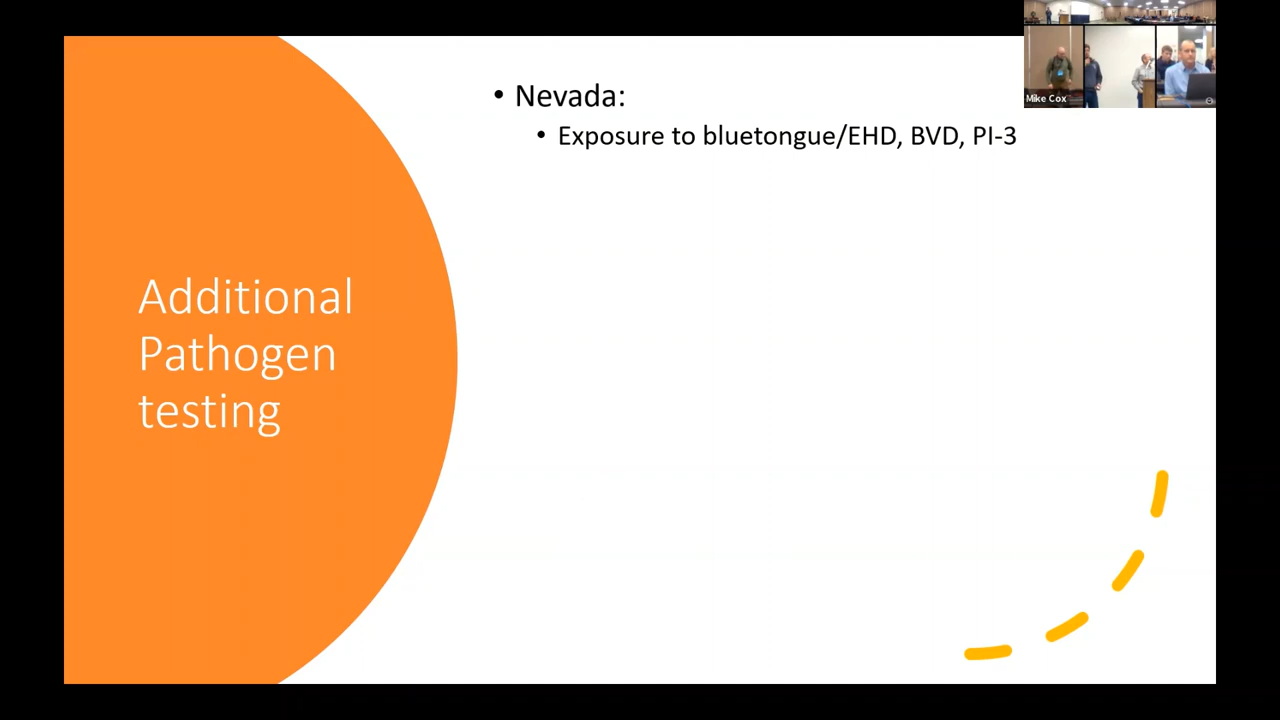 Additional
Pathogen
testing
• Nevada:
• Exposure to bluetongue/EHD, BVD, PI-3
Mike Cox